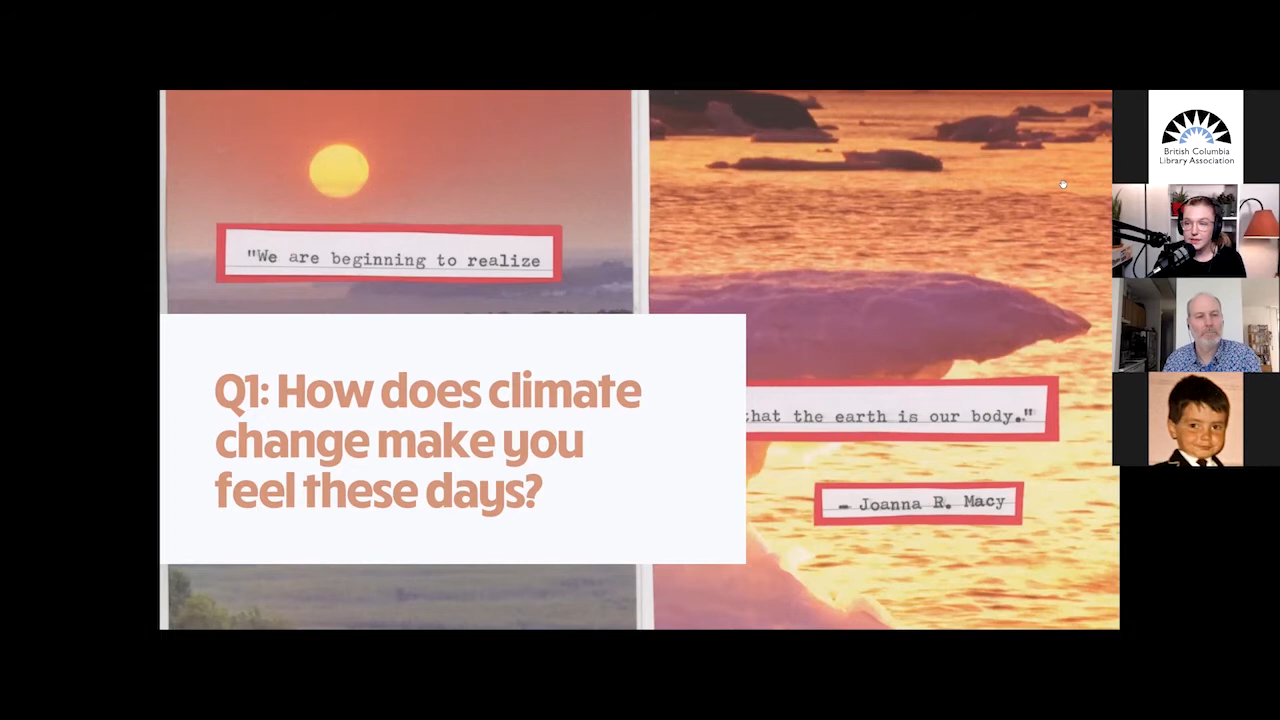 "We are beginning to realize
Q1: How does climate
change make you
feel these days?
that the earth is our body."
- Joanna R. Macy
British Columbia
Library Association